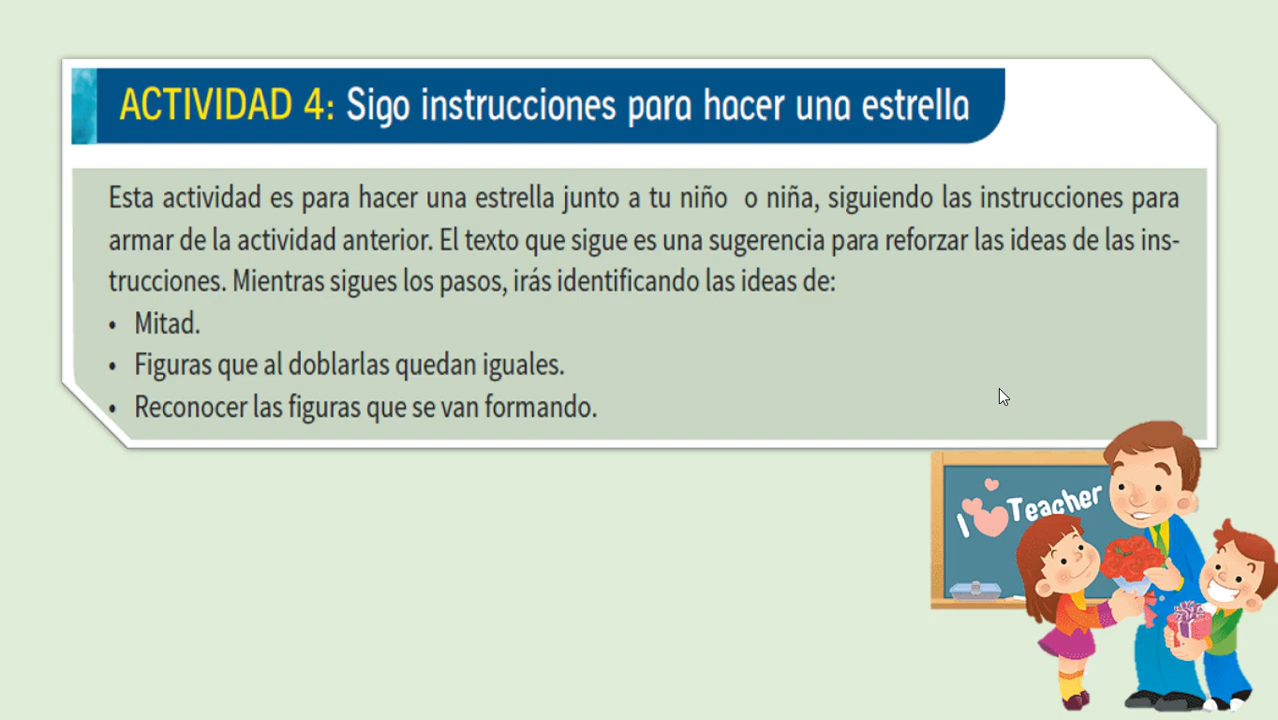 ACTIVIDAD 4: Sigo instrucciones para hacer una estrella
Esta actividad es para hacer una estrella junto a tu niño o niña, siguiendo las instrucciones para
armar de la actividad anterior. El texto que sigue es una sugerencia para reforzar las ideas de las ins-
trucciones. Mientras sigues los pasos, irás identificando las ideas de:
• Mitad.
• Figuras que al doblarlas quedan iguales.
• Reconocer las figuras que se van formando.
I Teacher